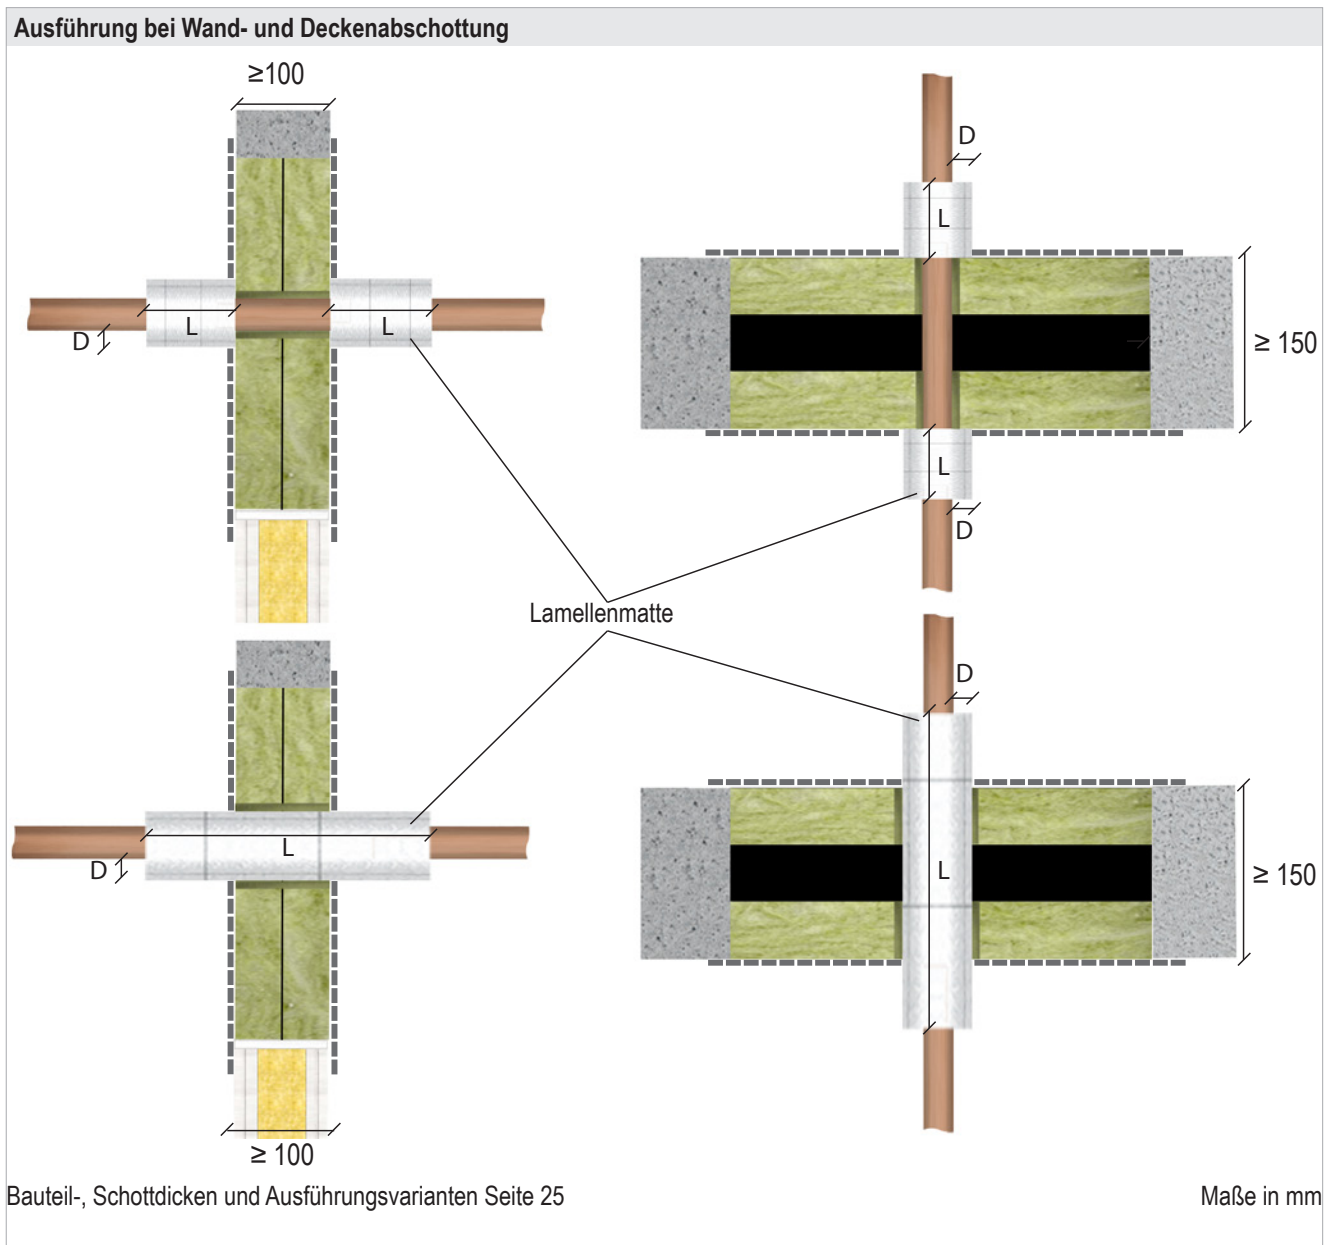 Ausführung bei Wand- und Deckenabschottung
≥100
D
L
L
L
D
≥ 150
L
D
D
Lamellenmatte
D
L
D
L
≥ 150
≥ 100
Bauteil-, Schottdicken und Ausführungsvarianten Seite 25
Maße in mm